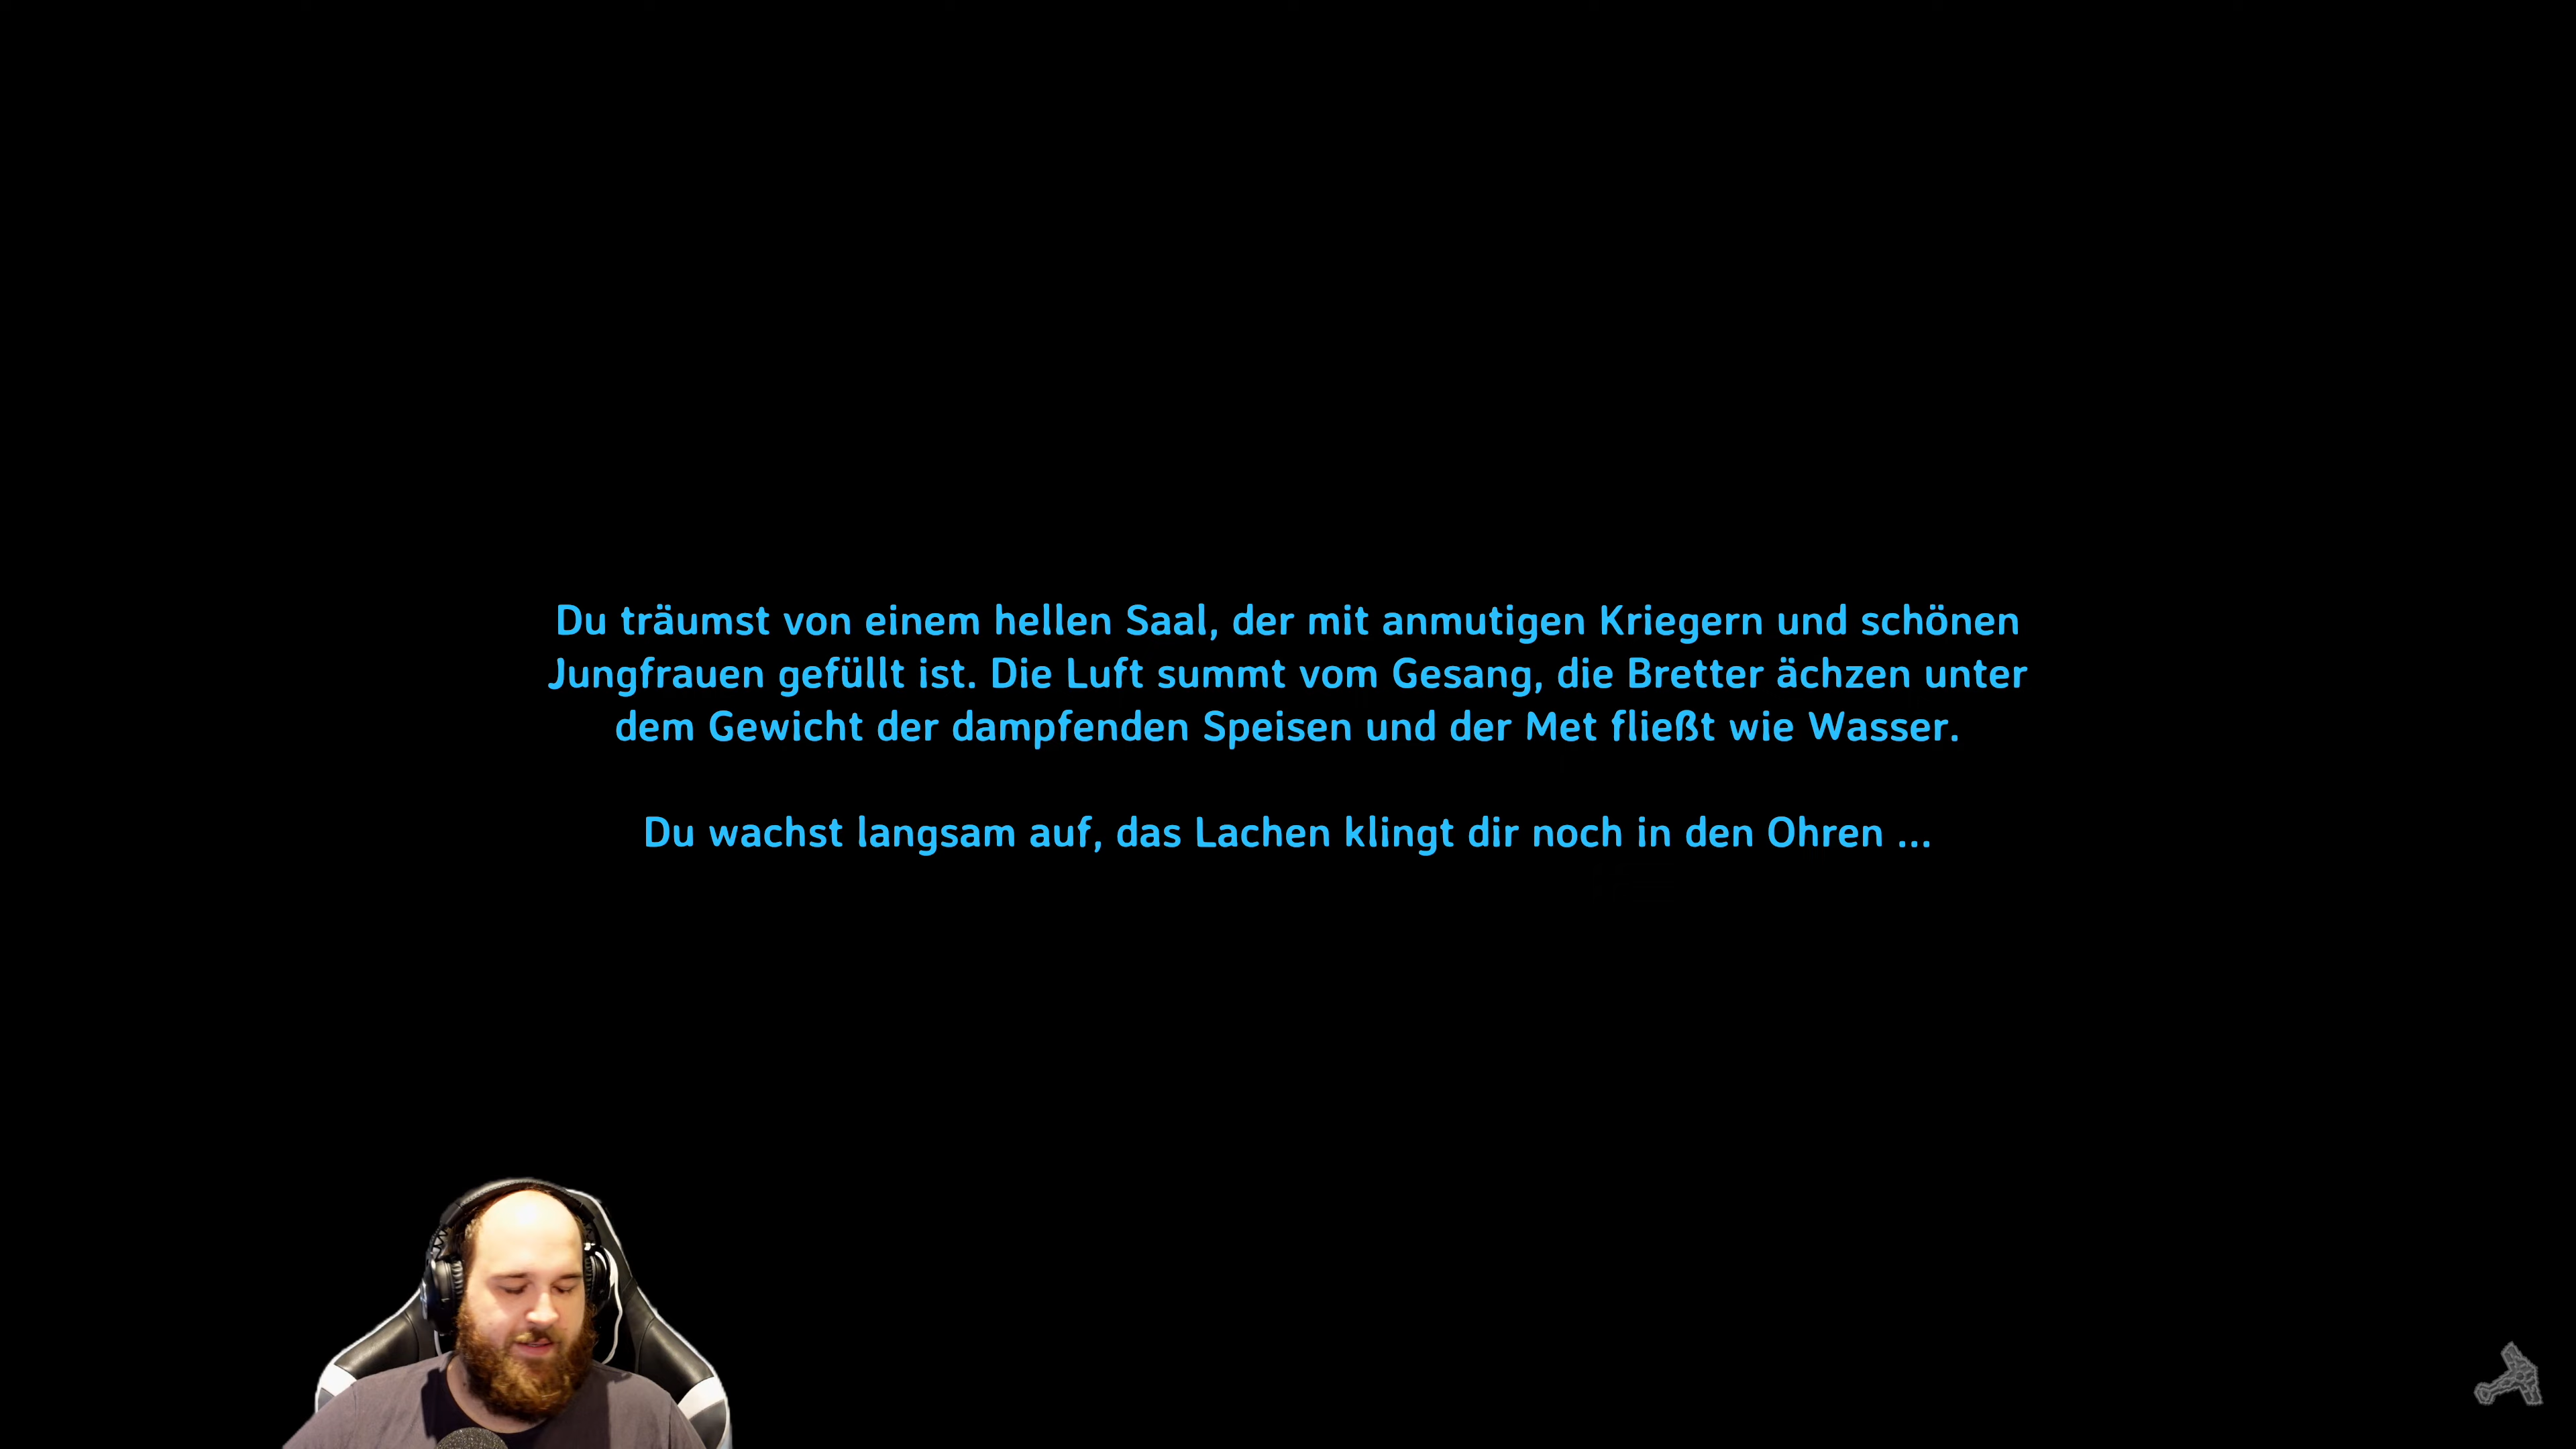 Du träumst von einem hellen Saal, der mit anmutigen Kriegern und schönen
Jungfrauen gefüllt ist. Die Luft summt vom Gesang, die Bretter ächzen unter
dem Gewicht der dampfenden Speisen und der Met fließt wie Wasser.
Du wachst langsam auf, das Lachen klingt dir noch in den Ohren ...